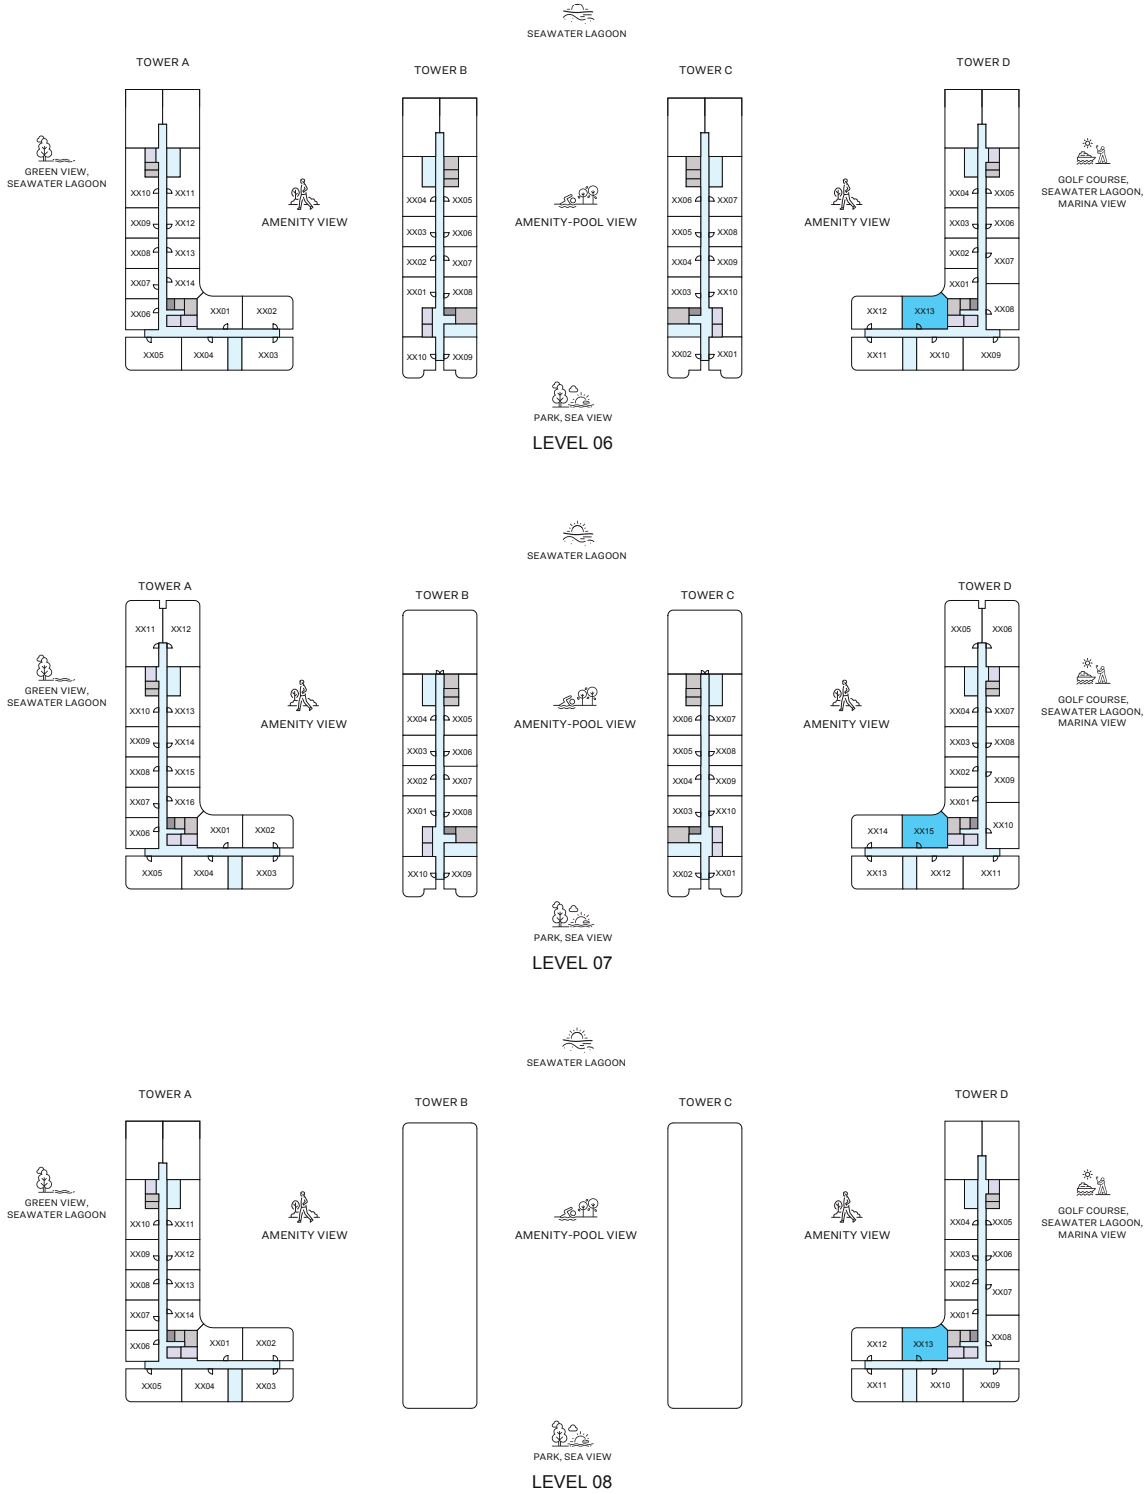 SEAWATER LAGOON
TOWER A
TOWER B
TOWER C
TOWER D
GREEN VIEW,
SEAWATER LAGOON
AMENITY VIEW
AMENITY-POOL VIEW
AMENITY VIEW
GOLF COURSE,
SEAWATER LAGOON,
MARINA VIEW
XX10 XX11
XX09 XX12
XX08 XX13
XX07 XX14
XX06 XX01 XX02
XX05 XX04 XX03
XX04 XX05
XX03 XX06
XX02 XX07
XX01 XX08
XX10 XX09
XX06 XX07
XX05 XX08
XX04 XX09
XX03 XX10
XX02 XX01
XX04 XX05
XX03 XX06
XX02 XX07
XX01
XX12 XX13 XX08
XX11 XX10 XX09
PARK, SEA VIEW
LEVEL 06
SEAWATER LAGOON
TOWER A
TOWER B
TOWER C
TOWER D
GREEN VIEW,
SEAWATER LAGOON
AMENITY VIEW
AMENITY-POOL VIEW
AMENITY VIEW
GOLF COURSE,
SEAWATER LAGOON,
MARINA VIEW
XX11 XX12
XX10 XX13
XX09 XX14
XX08 XX15
XX07 XX16
XX06 XX01 XX02
XX05 XX04 XX03
XX04 XX05
XX03 XX06
XX02 XX07
XX01 XX08
XX10 XX09
XX06 XX07
XX05 XX08
XX04 XX09
XX03 XX10
XX02 XX01
XX05 XX06
XX04 XX07
XX03 XX08
XX02 XX09
XX01
XX14 XX15 XX10
XX13 XX12 XX11
PARK, SEA VIEW
LEVEL 07
SEAWATER LAGOON
TOWER A
TOWER B
TOWER C
TOWER D
GREEN VIEW,
SEAWATER LAGOON
AMENITY VIEW
AMENITY-POOL VIEW
AMENITY VIEW
GOLF COURSE,
SEAWATER LAGOON,
MARINA VIEW
XX10 XX11
XX09 XX12
XX08 XX13
XX07 XX14
XX06 XX01 XX02
XX05 XX04 XX03
XX04 XX05
XX03 XX06
XX02 XX07
XX01
XX12 XX13 XX08
XX11 XX10 XX09
PARK, SEA VIEW
LEVEL 08